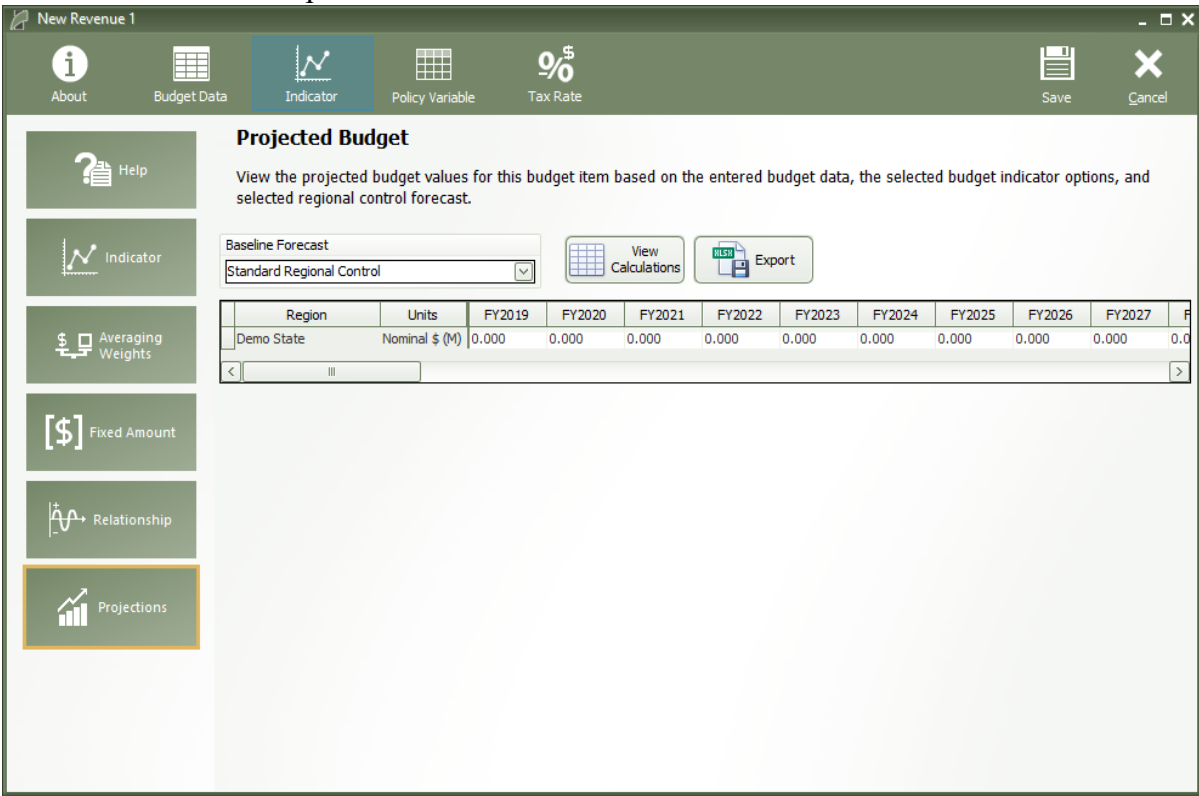 New Revenue 1
About
Budget Data
Indicator
Policy Variable
%$
Tax Rate
Save
Cancel
Help
Indicator
Averaging
Weights
Fixed Amount
Relationship
Projections
Projected Budget
View the projected budget values for this budget item based on the entered budget data, the selected budget indicator options, and
selected regional control forecast.
Baseline Forecast
Standard Regional Control
View
Calculations
XLSX
Export
Region Units FY2019 FY2020 FY2021 FY2022 FY2023 FY2024 FY2025 FY2026 FY2027 F
Demo State Nominal $ (M) 0.000 0.000 0.000 0.000 0.000 0.000 0.000 0.000 0.000 0.0